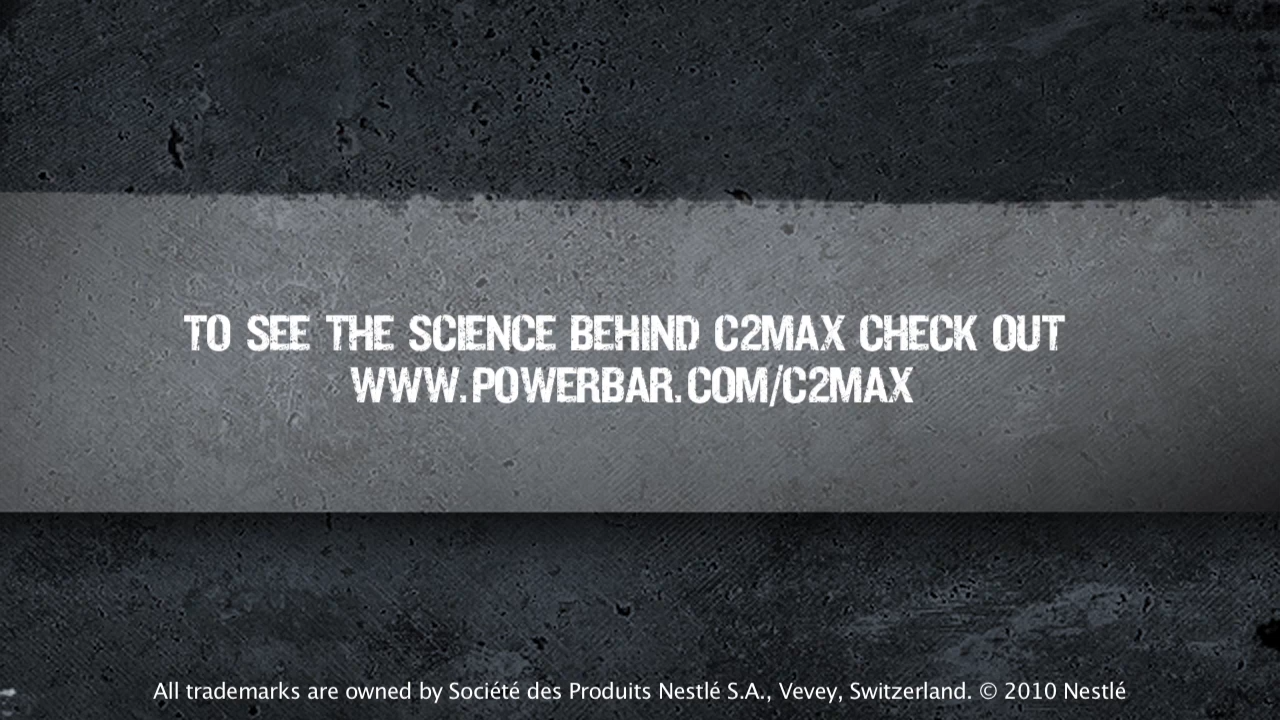 TO SEE THE SCIENCE BEHIND C2MAX CHECK OUT
WWW.POWERBAR.COM/C2MAX
All trademarks are owned by Société des Produits Nestlé S.A., Vevey, Switzerland. © 2010 Nestlé